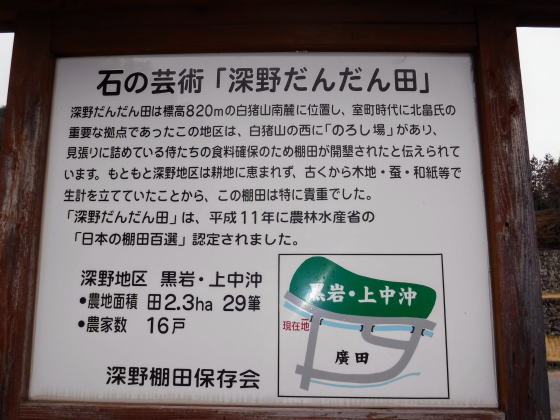 石の芸術「深野だんだん田」
深野だんだん田は標高820mの白猪山南麓に位置し、室町時代に北畠氏の
重要な拠点であったこの地区は、白猪山の西に「のろし場」があり、
見張りに詰めている侍たちの食料確保のため棚田が開墾されたと伝えられて
います。もともと深野地区は耕地に恵まれず、古くから木地・蚕・和紙等で
生計を立てていたことから、この棚田は特に貴重でした。
「深野だんだん田」は、平成11年に農林水産省の
「日本の棚田百選」認定されました。
深野地区 黒岩・上中沖
•農地面積 田2.3ha 29筆
•農家数 16戸
深野棚田保存会
黒岩・上中沖
現在地
廣田